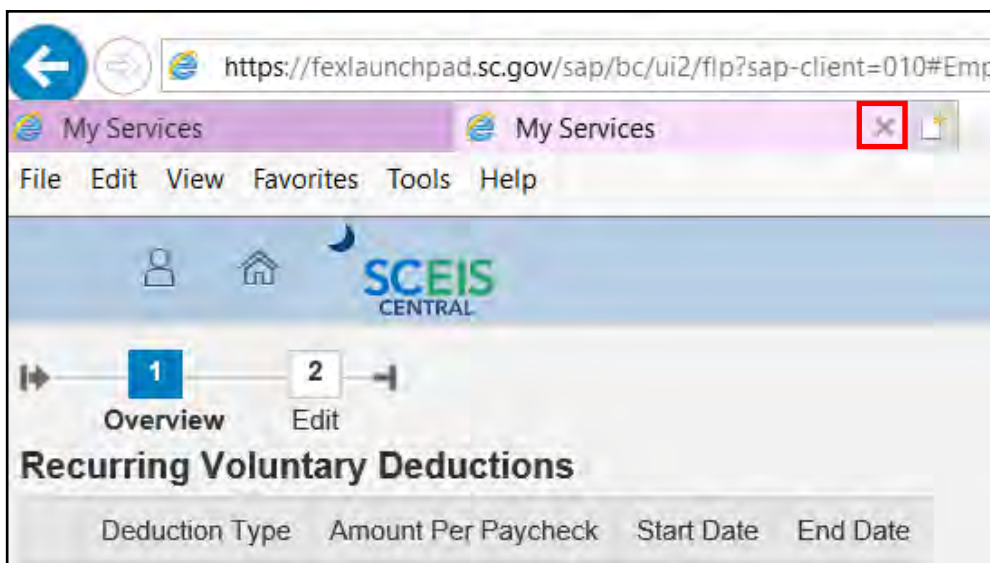 https://fexlaunchpad.sc.gov/sap/bc/ui2/flp?sap-client=010#Emp
My Services My Services
File Edit View Favorites Tools Help
SCEIS
CENTRAL
1 2
Overview Edit
Recurring Voluntary Deductions
Deduction Type Amount Per Paycheck Start Date End Date